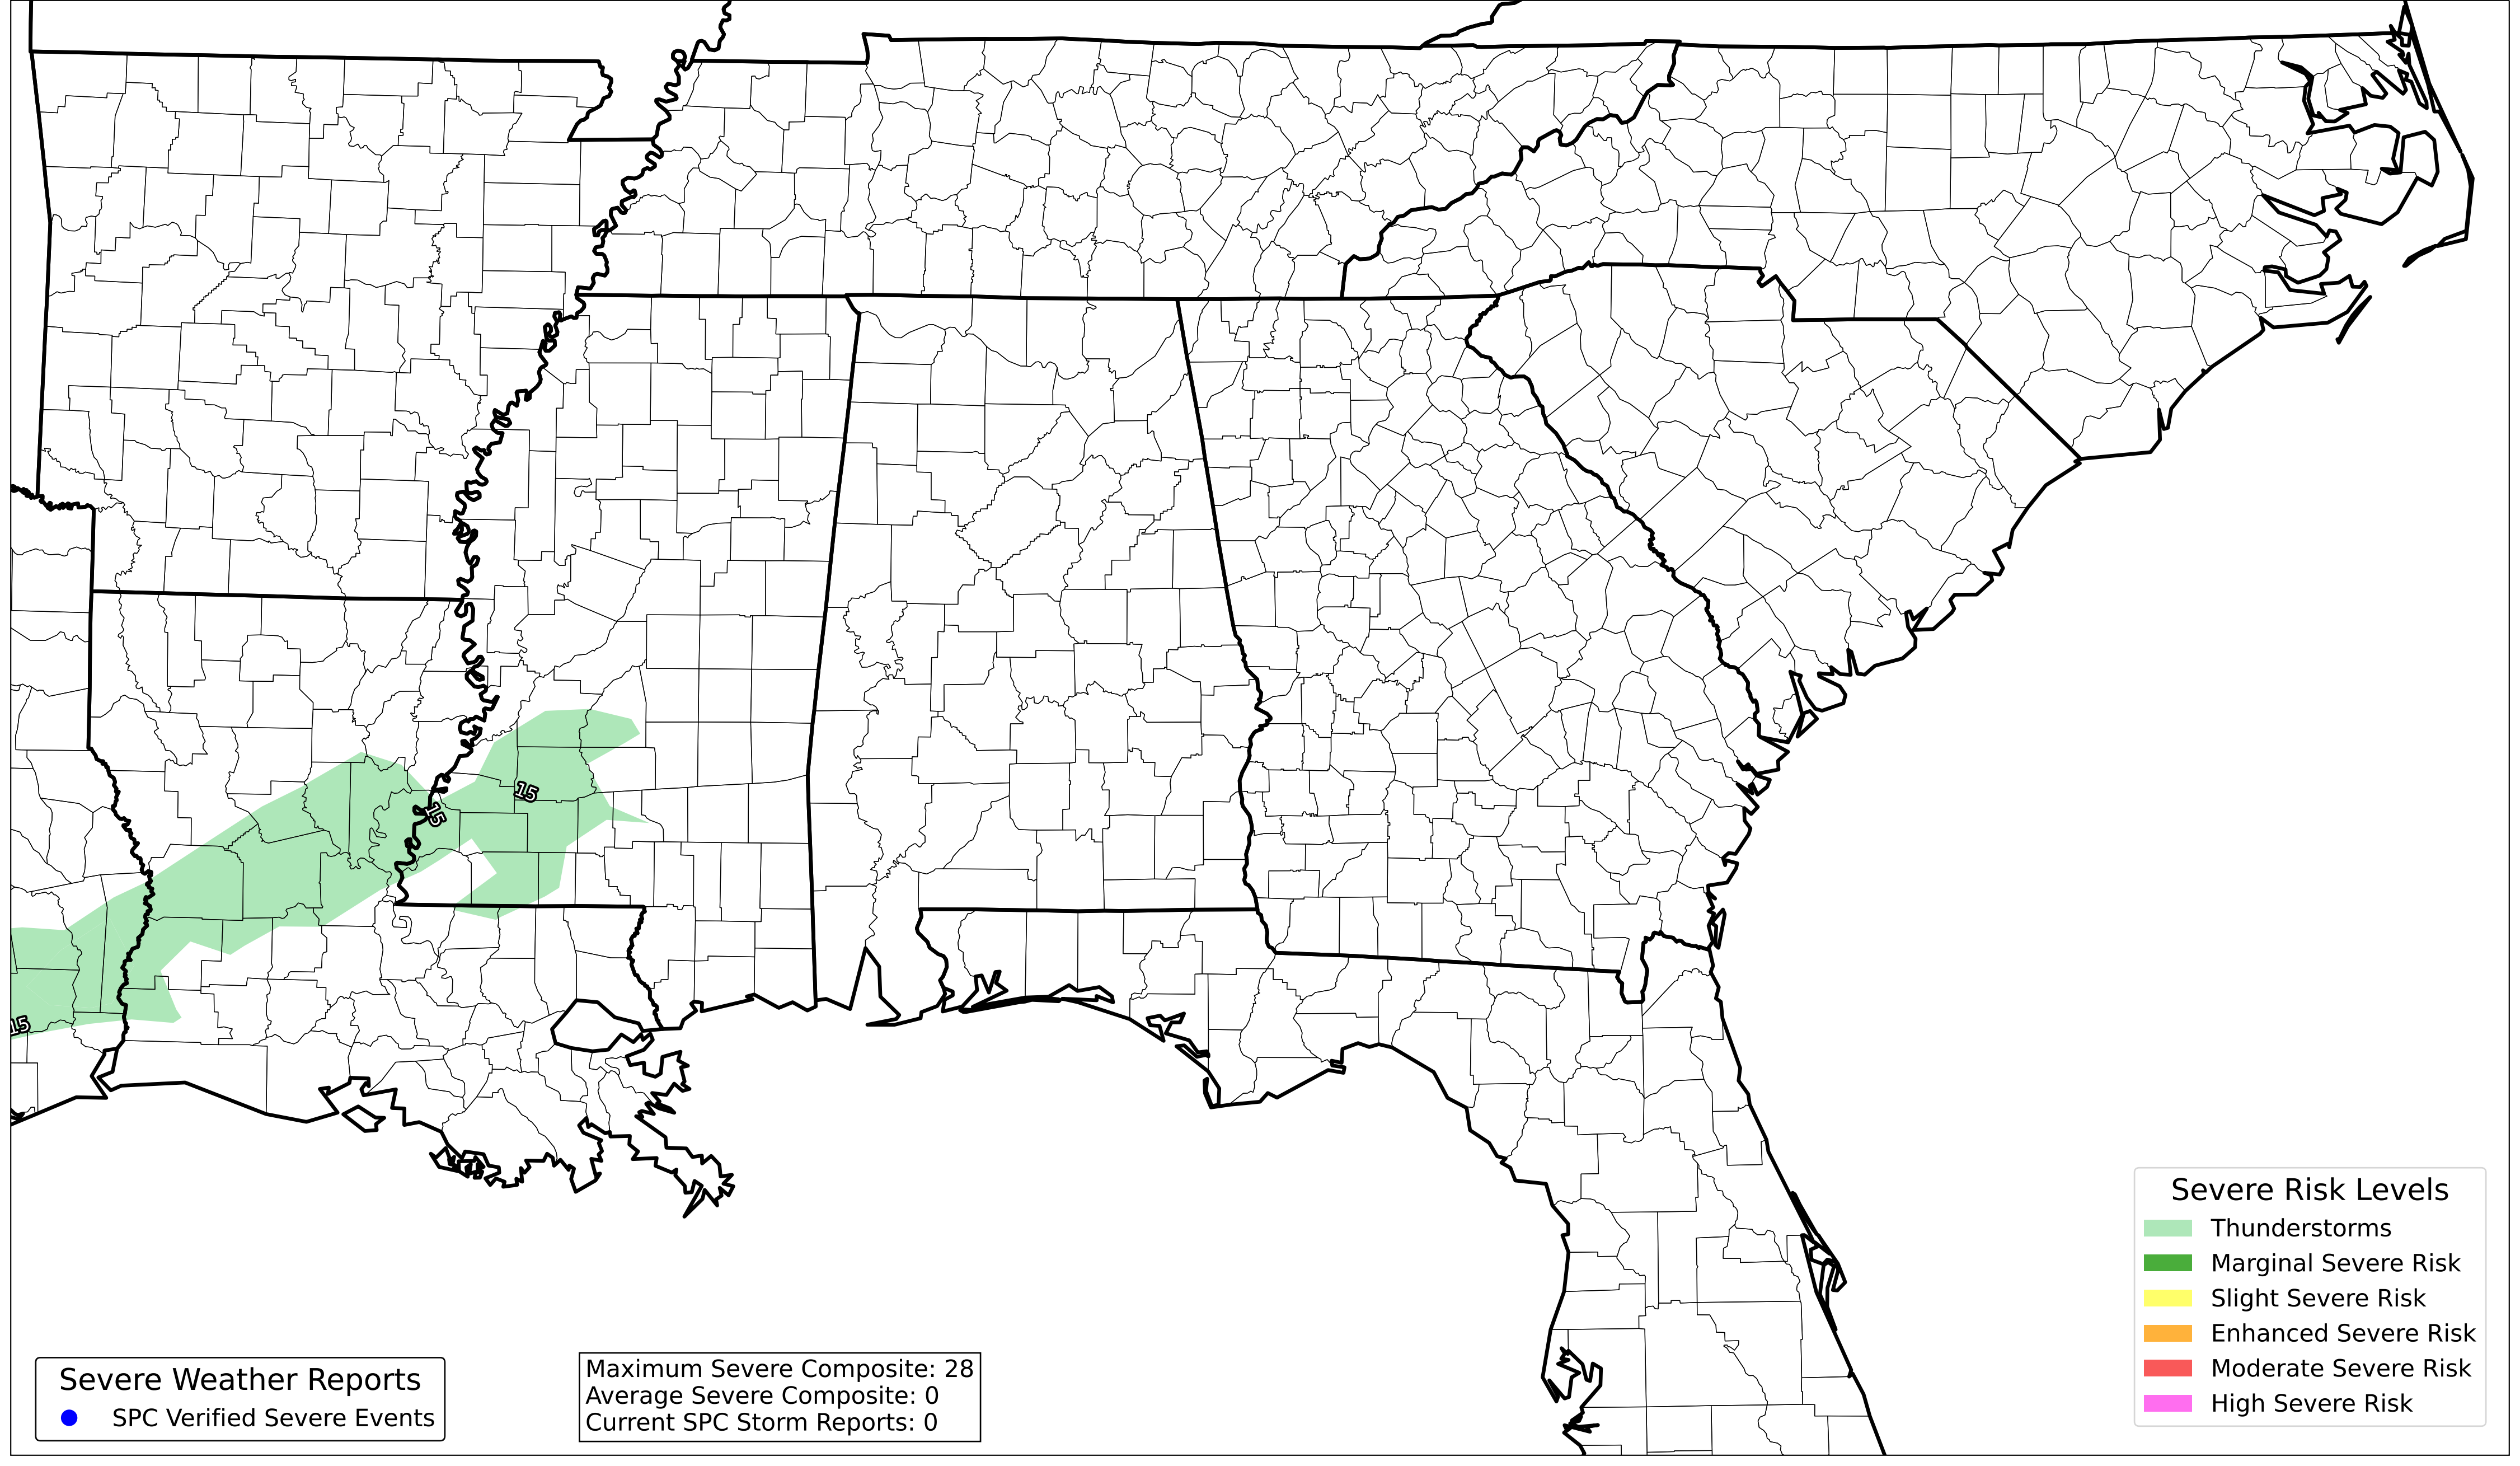 15
15
15
Severe Risk Levels
Thunderstorms
Marginal Severe Risk
Slight Severe Risk
Enhanced Severe Risk
Moderate Severe Risk
High Severe Risk
Severe Weather Reports
SPC Verified Severe Events
Maximum Severe Composite: 28
Average Severe Composite: 0
Current SPC Storm Reports: 0